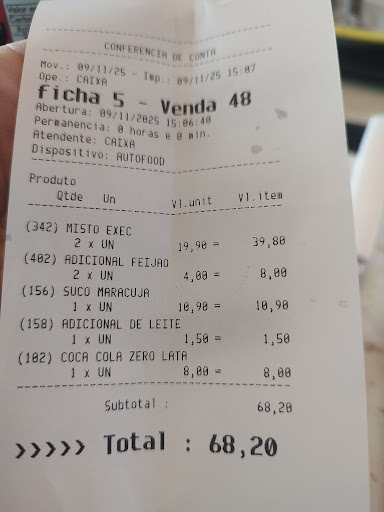 CONFERENCIA DE CONTA
Mov.: 09/11/25 - Imp.: 09/11/25 15:07
Ope.: CAIXA
ficha 5 - Venda 48
Abertura: 09/11/2025 15:06:40
Permanencia: 0 horas e 0 min.
Atendente: CAIXA
Dispositivo: AUTOFOOD
Produto
Qtde Un Vl.unit Vl.item
(342) MISTO EXEC
2 x UN 19,90 = 39,80
(402) ADICIONAL FEIJAO
2 x UN 4,00 = 8,00
(156) SUCO MARACUJA
1 x UN 10,90 = 10,90
(158) ADICIONAL DE LEITE
1 x UN 1,50 = 1,50
(102) COCA COLA ZERO LATA
1 x UN 8,00 = 8,00
Subtotal : 68,20
>>>>> Total : 68,20